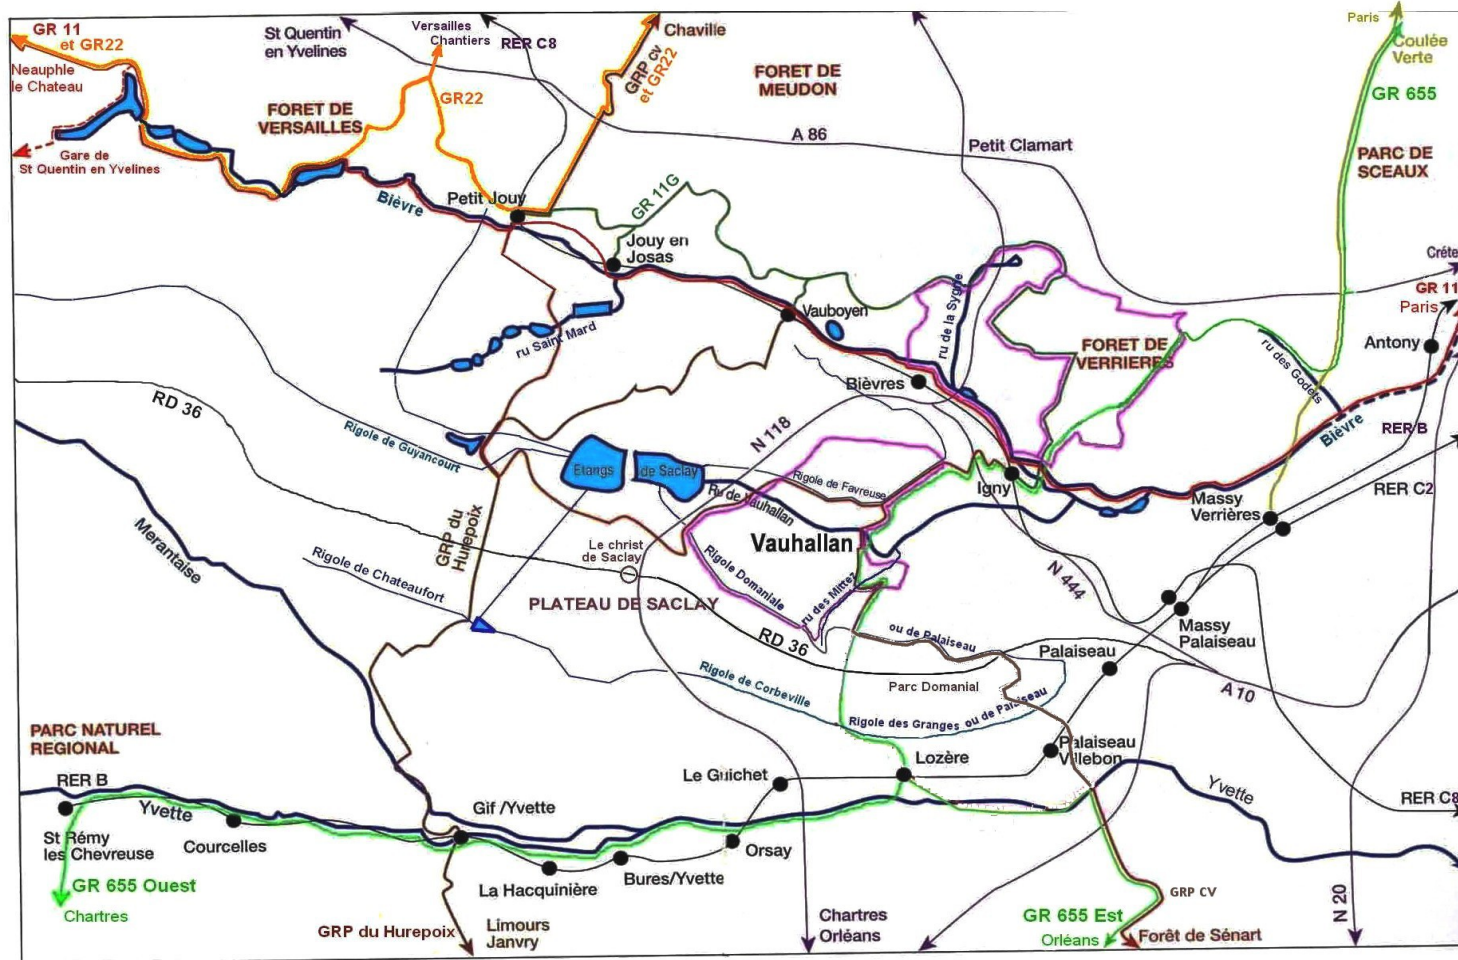 GR 11
et GR22
Neauphle
le Chateau
Gare de
St Quentin en Yvelines
St Quentin
en Yvelines
Versailles
Chantiers
RER C8
FORET DE
VERSAILLES
GR22
GRP CV
et GR22
Chaville
FORET DE
MEUDON
A 86
Petit Clamart
Paris
Coulée
Verte
GR 655
PARC DE
SCEAUX
Bièvre
Petit Jouy
GR 11G
Jouy en
Josas
ru Saint Mard
Vauboyen
ru de la Sygrie
FORET DE
VERRIERES
ru des Godets
Créte
GR 11
Paris
Antony
RER B
Bièvre
RER C2
Bièvres
N 118
RD 36
Rigole de Guyancourt
Etangs
de Saclay
Rigole de Favreuse
Ru de Vauhallan
Igny
Massy
Verrières
Merantaise
GRP du
Hurepoix
Le christ
de Saclay
Vauhallan
Rigole Domaniale
ru des Mittez
N 444
Rigole de Chateaufort
PLATEAU DE SACLAY
RD 36
ou de Palaiseau
Palaiseau
Massy
Palaiseau
A 10
Rigole de Corbeville
Parc Domanial
Rigole des Granges ou de Palaiseau
PARC NATUREL
REGIONAL
RER B
Yvette
St Rémy
les Chevreuse
Courcelles
Gif /Yvette
Le Guichet
Lozère
Palaiseau
Villebon
Yvette
RER C8
Orsay
Bures/Yvette
La Hacquinière
GR 655 Ouest
Chartres
GRP du Hurepoix
Limours
Janvry
Chartres
Orléans
GR 655 Est
Orléans
GRP CV
Forêt de Sénart
N 20